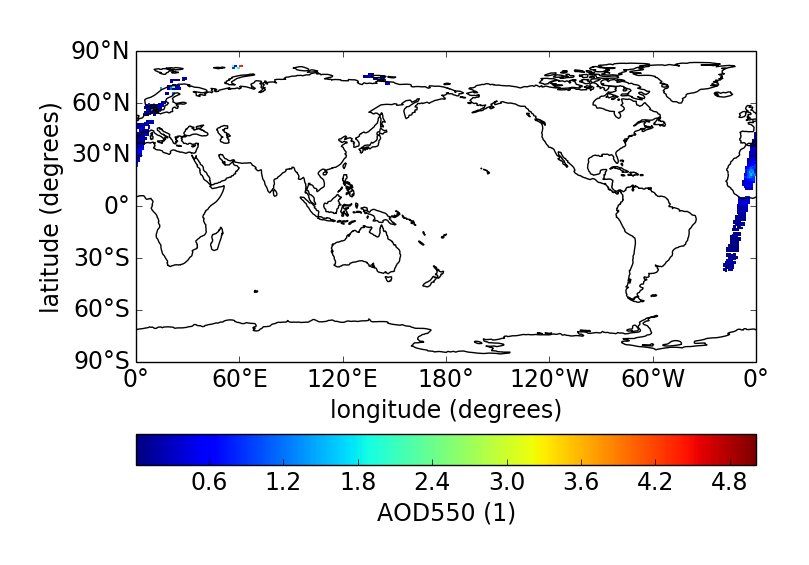 90°N
60°N
30°N
0°
30°S
60°S
90°S
latitude (degrees)
0° 60°E 120°E 180° 120°W 60°W 0°
longitude (degrees)
0.6 1.2 1.8 2.4 3.0 3.6 4.2 4.8
AOD550 (1)